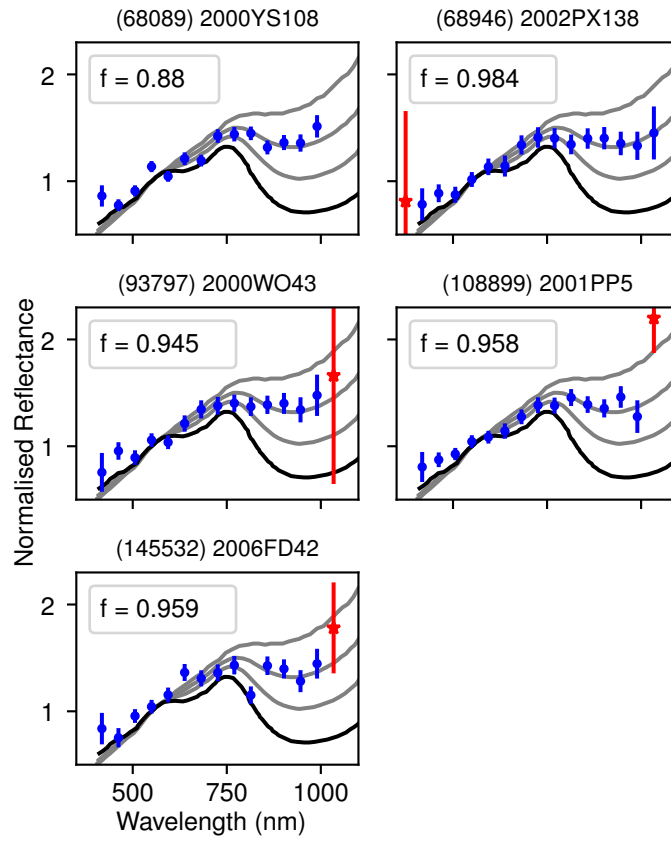 (68089) 2000YS108
(68946) 2002PX138
2
f = 0.88
f = 0.984
1
(93797) 2000WO43
(108899) 2001PP5
2
f = 0.945
f = 0.958
1
Normalised Reflectance
(145532) 2006FD42
2
f = 0.959
1
500 750 1000
Wavelength (nm)